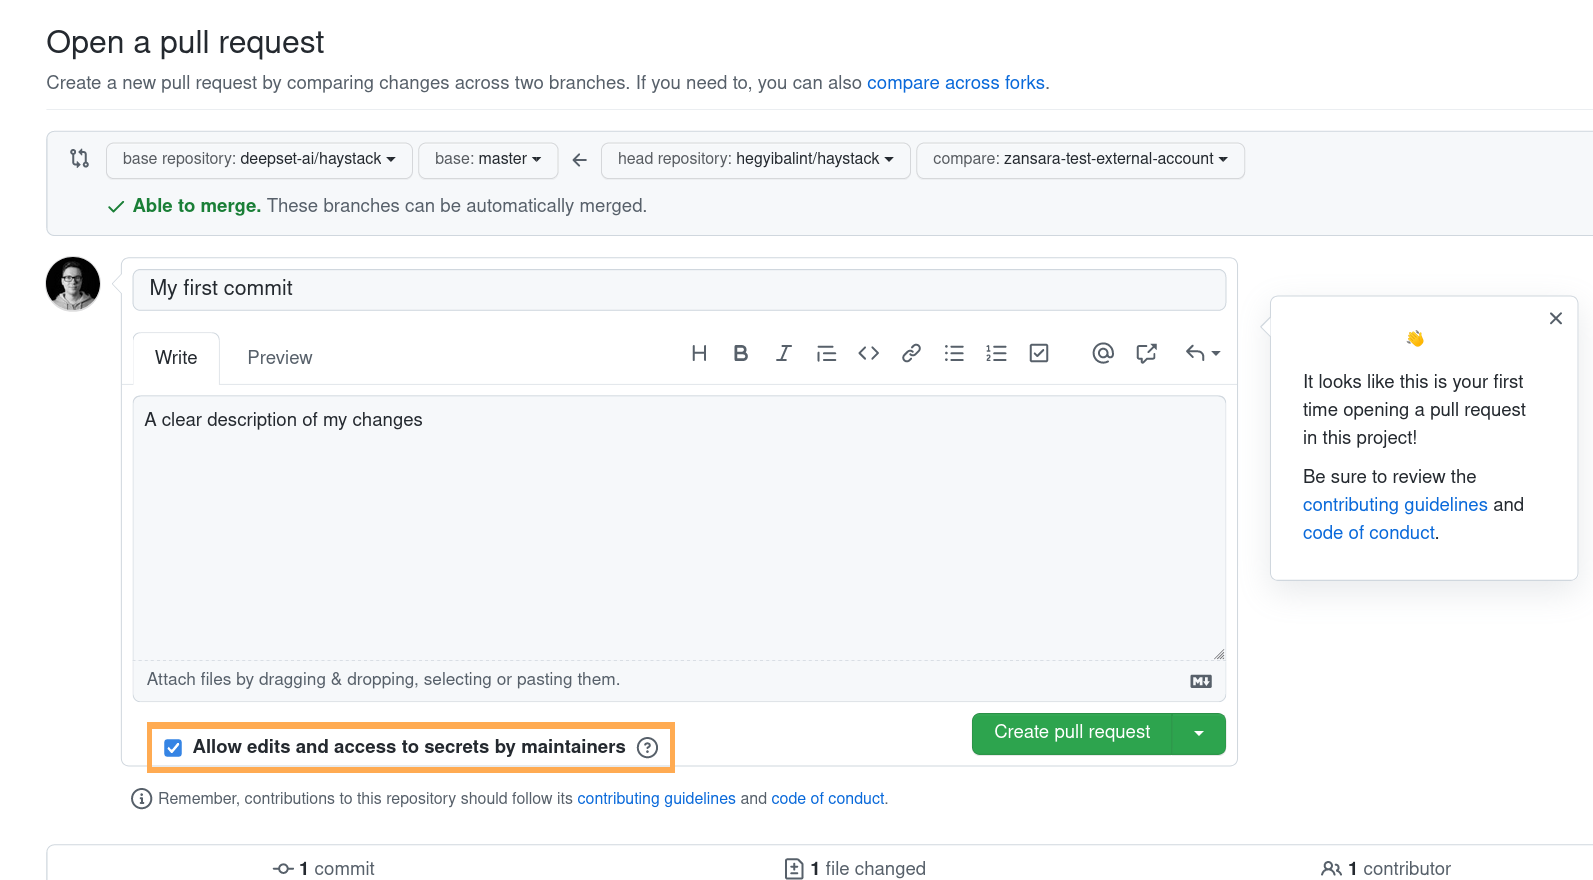 Open a pull request
Create a new pull request by comparing changes across two branches. If you need to, you can also compare across forks.
base repository: deepset-ai/haystack base: master head repository: hegyibalint/haystack compare: zansara-test-external-account
Able to merge. These branches can be automatically merged.
My first commit
Write Preview
A clear description of my changes
Attach files by dragging & dropping, selecting or pasting them.
Allow edits and access to secrets by maintainers
Create pull request
Remember, contributions to this repository should follow its contributing guidelines and code of conduct.
It looks like this is your first
time opening a pull request
in this project!
Be sure to review the
contributing guidelines and
code of conduct.
1 commit 1 file changed 1 contributor